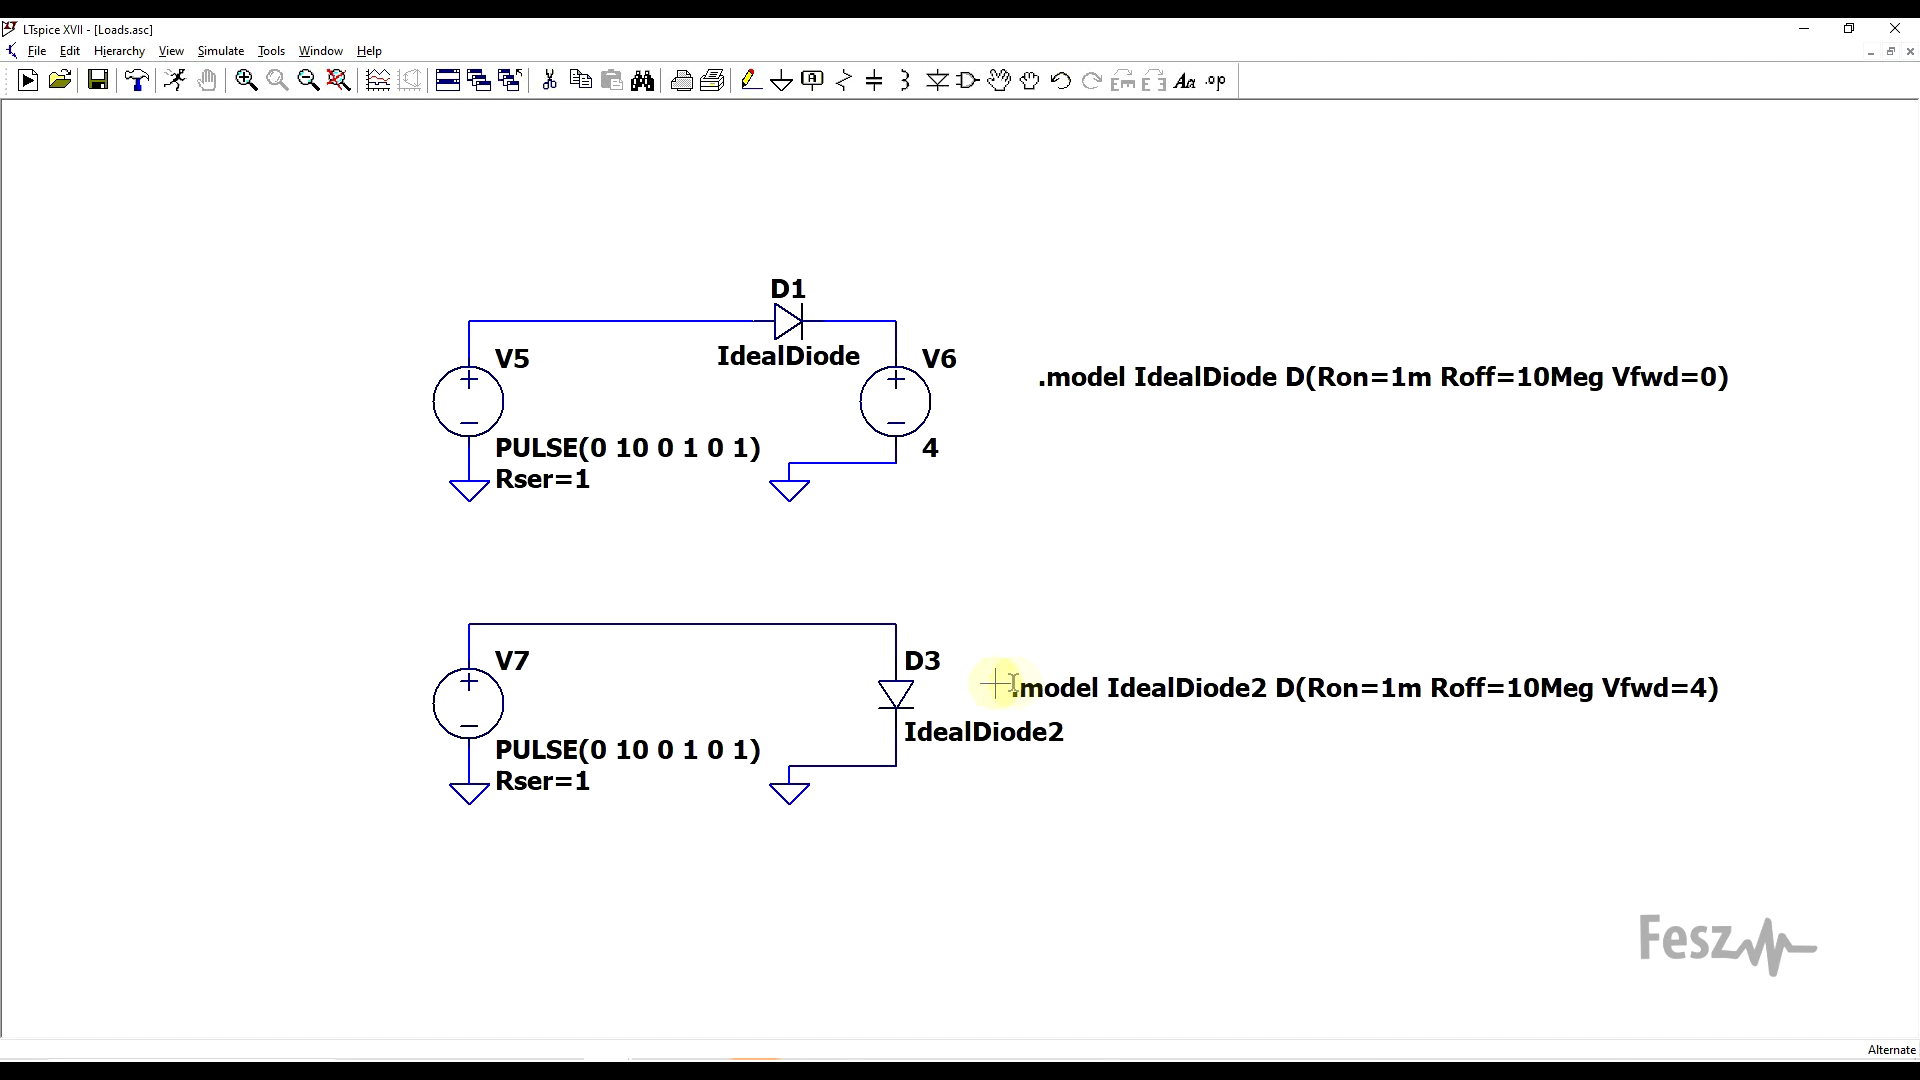 LTspice XVII - [Loads.asc]
File Edit Hierarchy View Simulate Tools Window Help
Aa .op
D1
IdealDiode
V5
V6
PULSE(0 10 0 1 0 1)
Rser=1
4
.model IdealDiode D(Ron=1m Roff=10Meg Vfwd=0)
V7
D3
.model IdealDiode2 D(Ron=1m Roff=10Meg Vfwd=4)
IdealDiode2
PULSE(0 10 0 1 0 1)
Rser=1
Fesz
Alternate